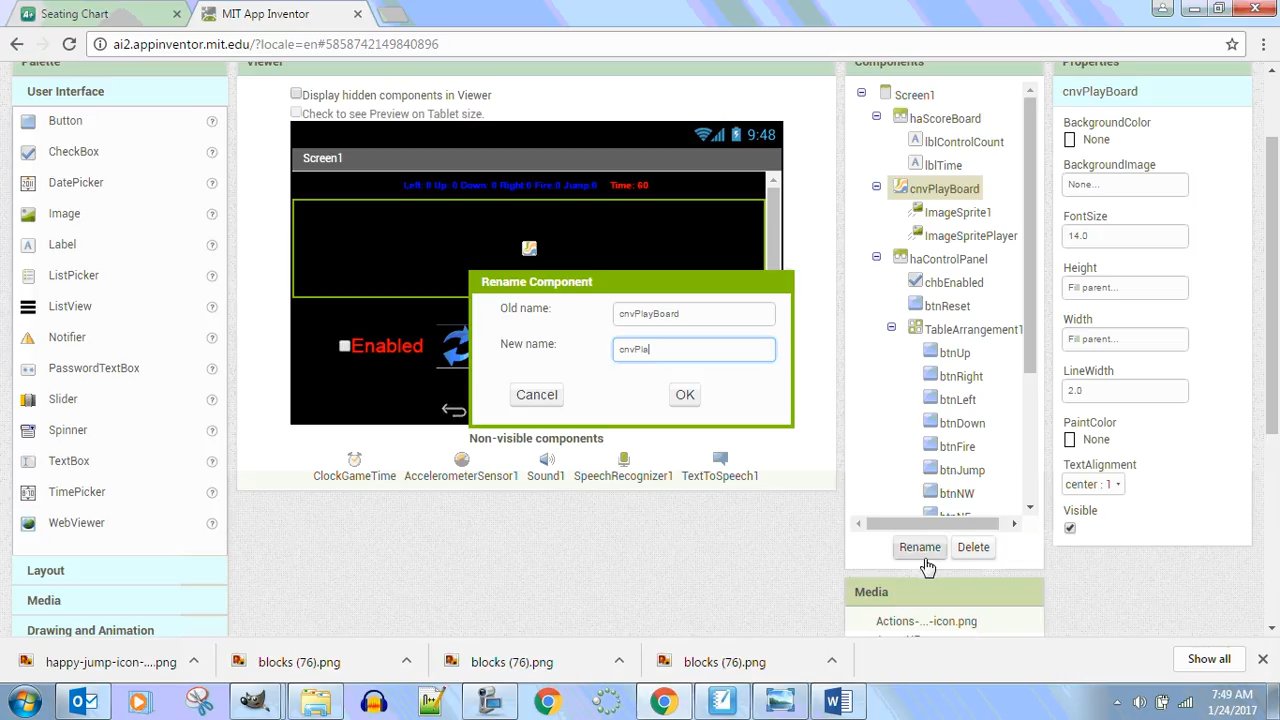 Seating Chart
MIT App Inventor
ai2.appinventor.mit.edu/?locale=en#5858742149840896
Palette
Viewer
Components
Properties
User Interface
Button
CheckBox
DatePicker
Image
Label
ListPicker
ListView
Notifier
PasswordTextBox
Slider
Spinner
TextBox
TimePicker
WebViewer
Layout
Media
Drawing and Animation
Display hidden components in Viewer
Check to see Preview on Tablet size.
9:48
Screen1
Left: 0 Up: 0 Down: 0 Right 0 Fire:0 Jump:0 Time: 60
Enabled
Rename Component
Old name: cnvPlayBoard
New name: cnvPla
Cancel OK
Non-visible components
ClockGameTime AccelerometerSensor1 Sound1 SpeechRecognizer1 TextToSpeech1
Screen1
haScoreBoard
lblControlCount
lblTime
cnvPlayBoard
ImageSprite1
ImageSpritePlayer
haControlPanel
chbEnabled
btnReset
TableArrangement1
btnUp
btnRight
btnLeft
btnDown
btnFire
btnJump
btnNW
Rename Delete
Media
Actions-...-icon.png
cnvPlayBoard
BackgroundColor
None
BackgroundImage
None...
FontSize
14.0
Height
Fill parent...
Width
Fill parent...
LineWidth
2.0
PaintColor
None
TextAlignment
center : 1
Visible
happy-jump-icon-....png
blocks (76).png
blocks (76).png
blocks (76).png
Show all
7:49 AM
1/24/2017